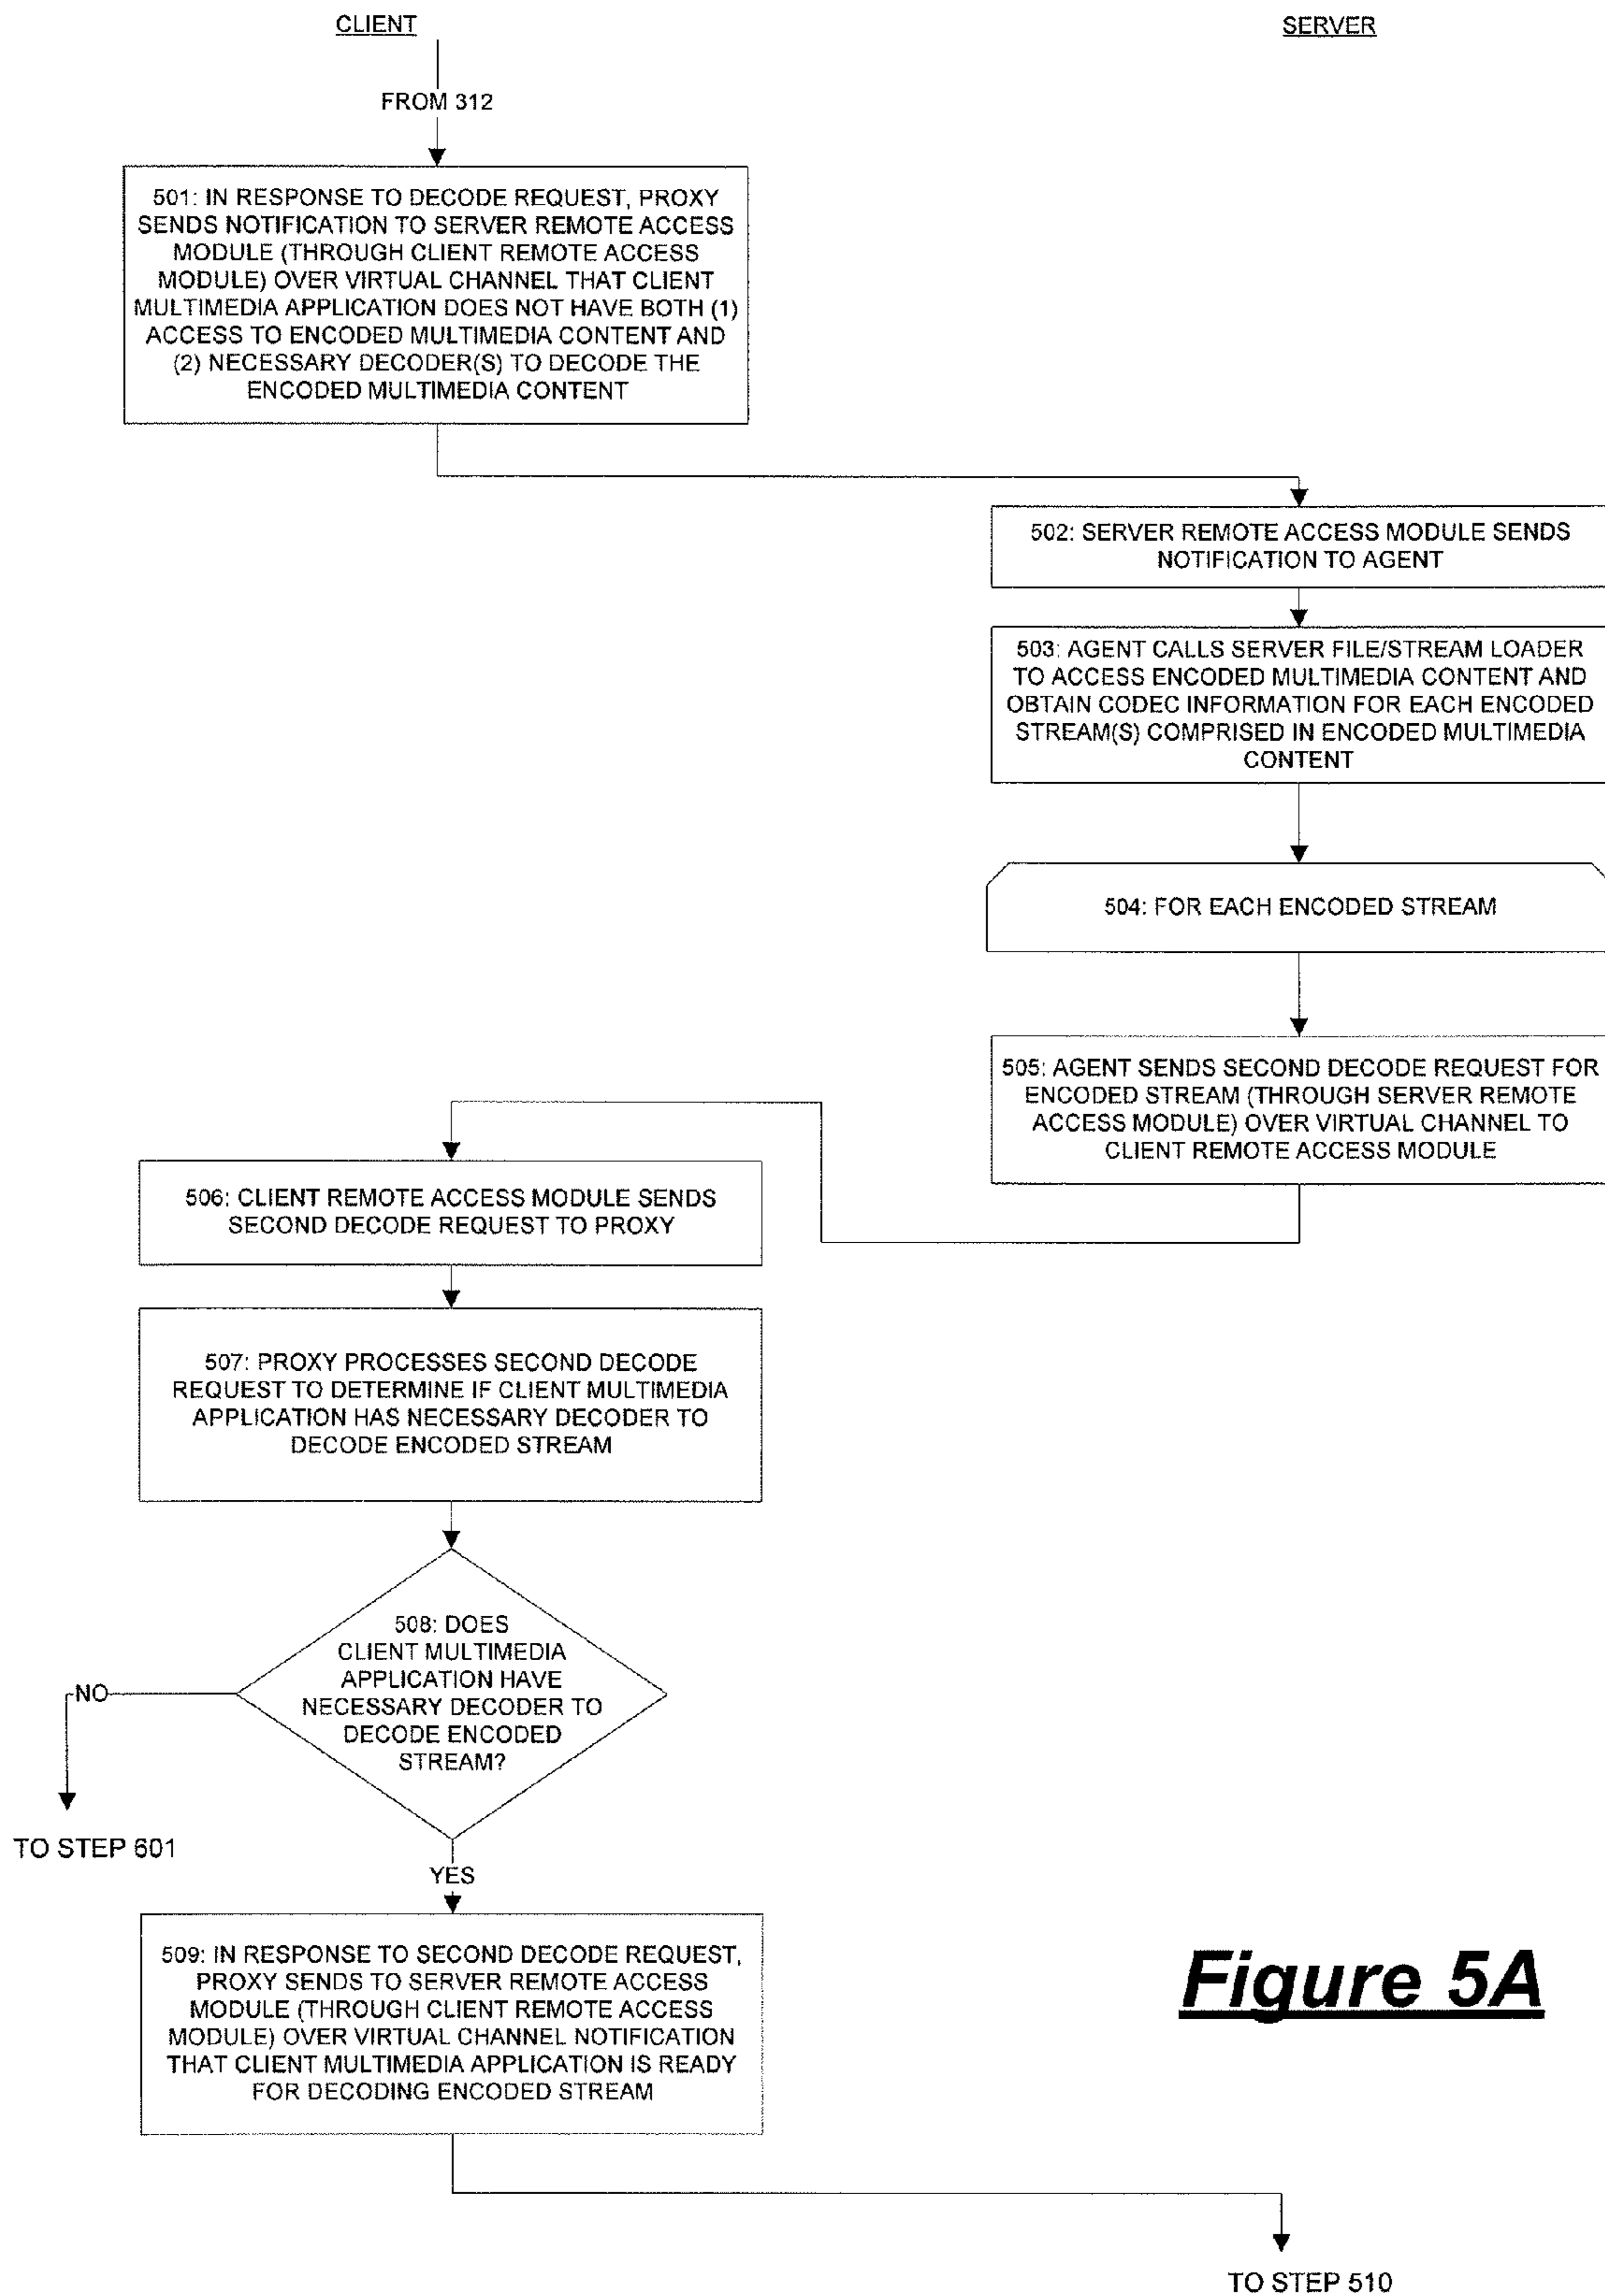 CLIENT
SERVER
FROM 312
501: IN RESPONSE TO DECODE REQUEST, PROXY
SENDS NOTIFICATION TO SERVER REMOTE ACCESS
MODULE (THROUGH CLIENT REMOTE ACCESS
MODULE) OVER VIRTUAL CHANNEL THAT CLIENT
MULTIMEDIA APPLICATION DOES NOT HAVE BOTH (1)
ACCESS TO ENCODED MULTIMEDIA CONTENT AND
(2) NECESSARY DECODER(S) TO DECODE THE
ENCODED MULTIMEDIA CONTENT
502: SERVER REMOTE ACCESS MODULE SENDS
NOTIFICATION TO AGENT
503: AGENT CALLS SERVER FILE/STREAM LOADER
TO ACCESS ENCODED MULTIMEDIA CONTENT AND
OBTAIN CODEC INFORMATION FOR EACH ENCODED
STREAM(S) COMPRISED IN ENCODED MULTIMEDIA
CONTENT
504: FOR EACH ENCODED STREAM
505: AGENT SENDS SECOND DECODE REQUEST FOR
ENCODED STREAM (THROUGH SERVER REMOTE
ACCESS MODULE) OVER VIRTUAL CHANNEL TO
CLIENT REMOTE ACCESS MODULE
506: CLIENT REMOTE ACCESS MODULE SENDS
SECOND DECODE REQUEST TO PROXY
507: PROXY PROCESSES SECOND DECODE
REQUEST TO DETERMINE IF CLIENT MULTIMEDIA
APPLICATION HAS NECESSARY DECODER TO
DECODE ENCODED STREAM
508: DOES
CLIENT MULTIMEDIA
APPLICATION HAVE
NECESSARY DECODER TO
DECODE ENCODED
STREAM?
NO
TO STEP 601
YES
509: IN RESPONSE TO SECOND DECODE REQUEST,
PROXY SENDS TO SERVER REMOTE ACCESS
MODULE (THROUGH CLIENT REMOTE ACCESS
MODULE) OVER VIRTUAL CHANNEL NOTIFICATION
THAT CLIENT MULTIMEDIA APPLICATION IS READY
FOR DECODING ENCODED STREAM
Figure 5A
TO STEP 510